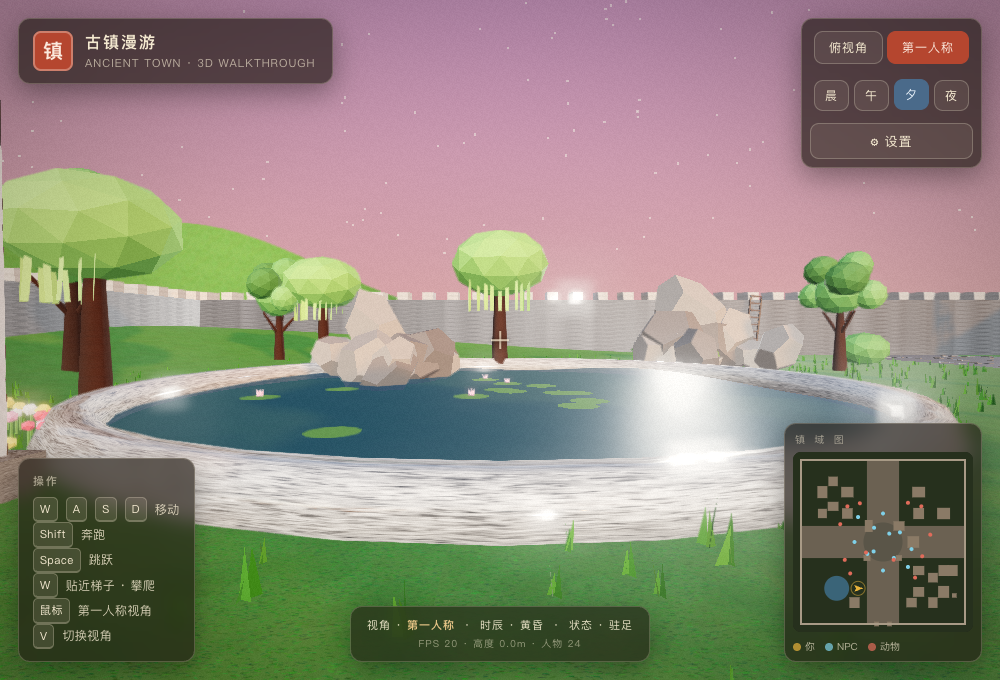 镇
古镇漫游
ANCIENT TOWN · 3D WALKTHROUGH
俯视角 第一人称
晨 午 夕 夜
⚙ 设置
操作
W A S D 移动
Shift 奔跑
Space 跳跃
W 贴近梯子 · 攀爬
鼠标 第一人称视角
V 切换视角
视角 · 第一人称 · 时辰 · 黄昏 · 状态 · 驻足
FPS 20 · 高度 0.0m · 人物 24
镇域图
你 NPC 动物